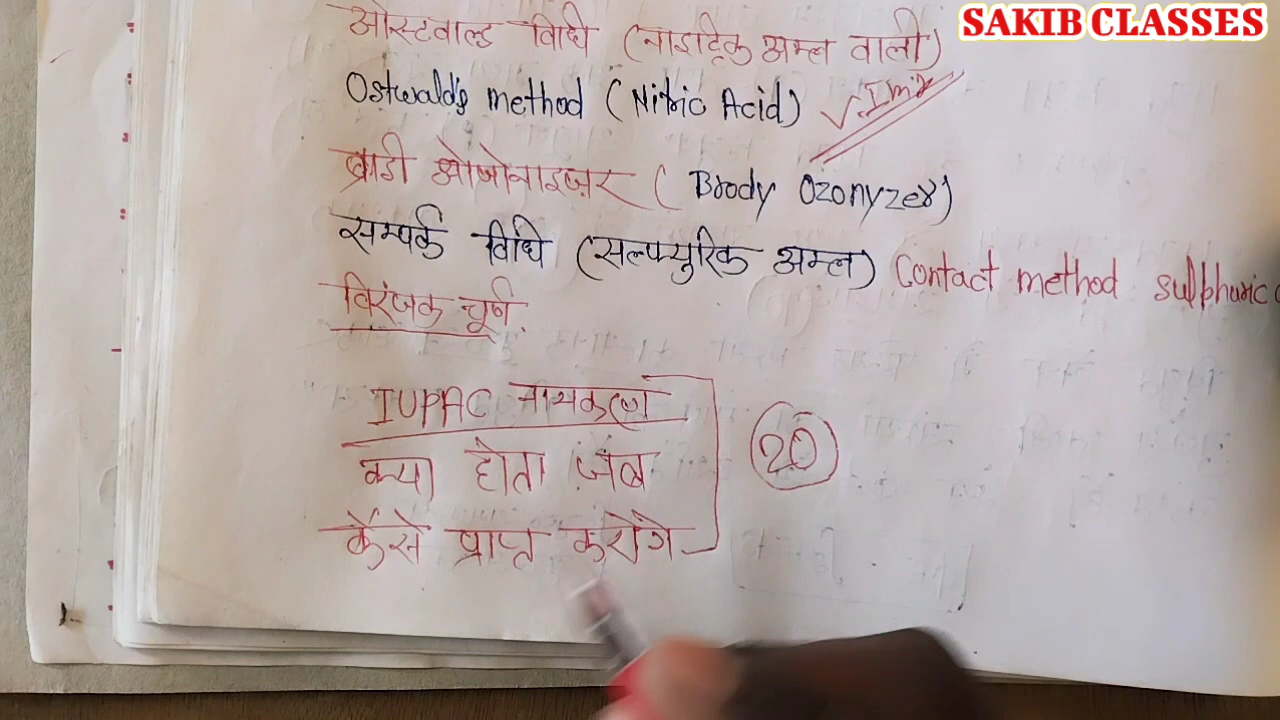 SAKIB CLASSES
ओस्टवाल्ड विधि (नाइट्रिक अम्ल वाली)
Ostwald's method (Nitric Acid) ✓ Imp
ब्राडी ओजोनाइज़र ( Brody Ozonyzer)
सम्पर्क विधि (सल्फ्युरिक अम्ल) Contact method sulphuric
विरंजक चूर्ण.
IUPAC नामकरण
क्या होता जब
20
कैसे प्राप्त करोगे